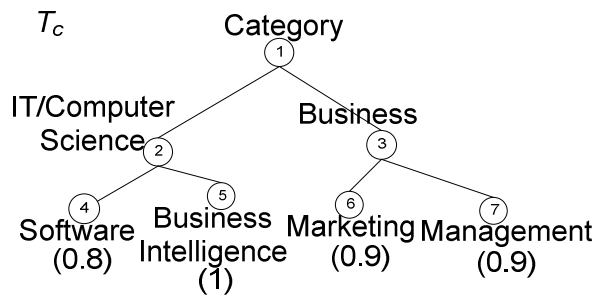 T_c
Category
1
IT/Computer
Science
2
Business
3
4
Software
(0.8)
5
Business
Intelligence
(1)
6
Marketing
(0.9)
7
Management
(0.9)